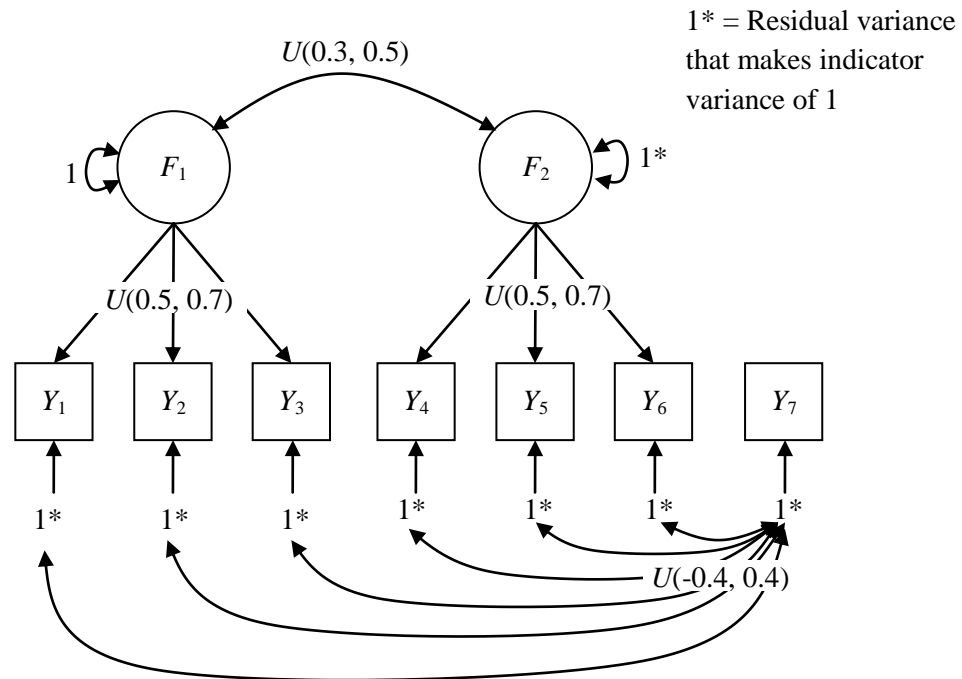 1* = Residual variance
that makes indicator
variance of 1
U(0.3, 0.5)
1
F1
F2
1*
U(0.5, 0.7)
U(0.5, 0.7)
Y1
Y2
Y3
Y4
Y5
Y6
Y7
1*
1*
1*
1*
1*
1*
1*
U(-0.4, 0.4)